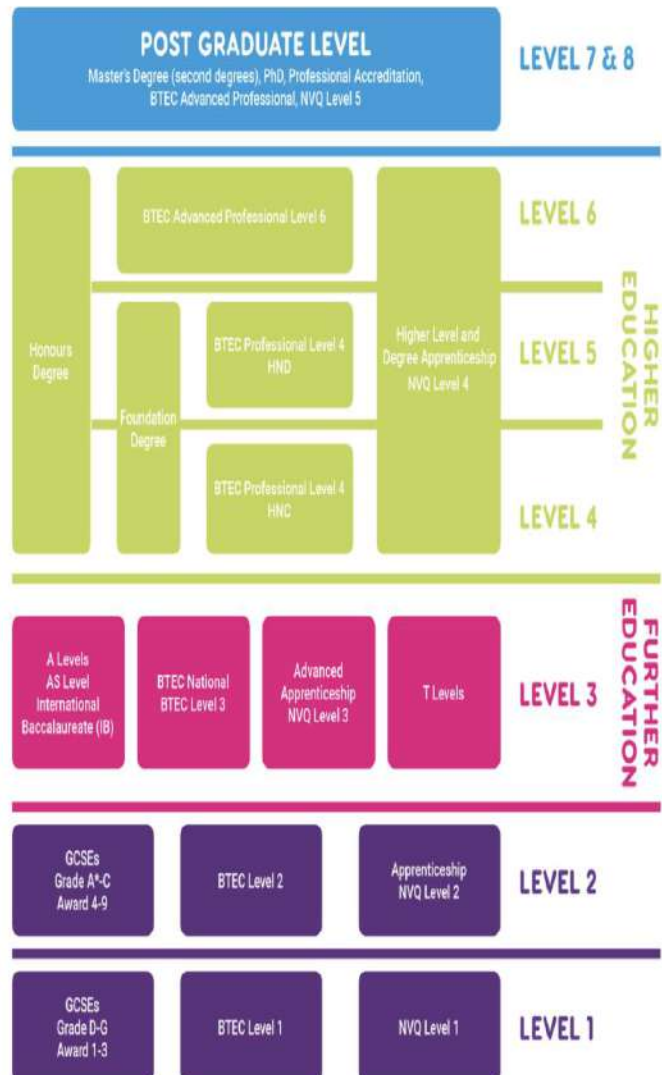 POST GRADUATE LEVEL
Master's Degree (second degrees), PhD, Professional Accreditation,
BTEC Advanced Professional, NVQ Level 5
LEVEL 7 & 8
Honours
Degree
BTEC Advanced Professional Level 6
LEVEL 6
Foundation
Degree
BTEC Professional Level 4
HND
Higher Level and
Degree Apprenticeship
NVQ Level 4
LEVEL 5
BTEC Professional Level 4
HNC
LEVEL 4
HIGHER
EDUCATION
A Levels
AS Level
International
Baccalaureate (IB)
BTEC National
BTEC Level 3
Advanced
Apprenticeship
NVQ Level 3
T Levels
LEVEL 3
FURTHER
EDUCATION
GCSEs
Grade A*-C
Award 4-9
BTEC Level 2
Apprenticeship
NVQ Level 2
LEVEL 2
GCSEs
Grade D-G
Award 1-3
BTEC Level 1
NVQ Level 1
LEVEL 1